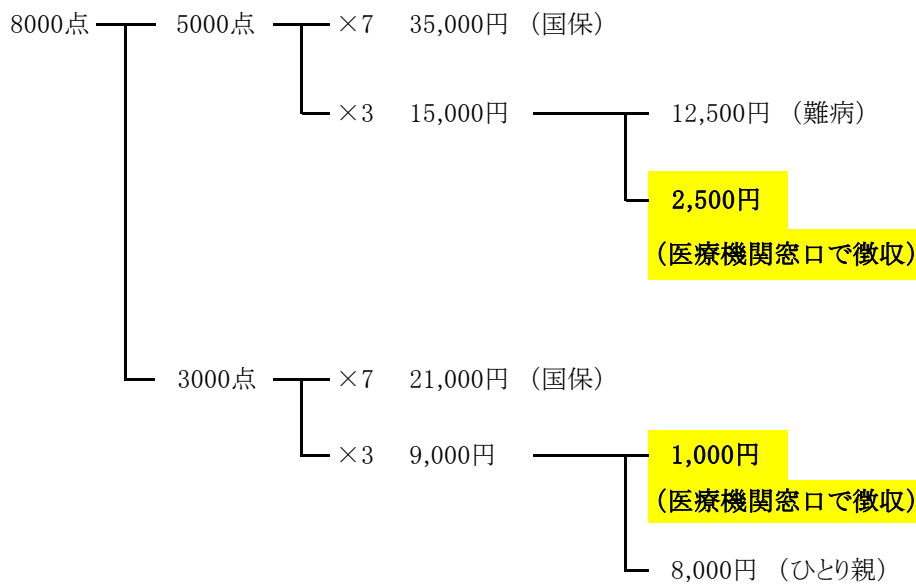 8000点 5000点 ×7 35,000円 (国保)
×3 15,000円 12,500円 (難病)
2,500円
(医療機関窓口で徴収)
3000点 ×7 21,000円 (国保)
×3 9,000円 1,000円
(医療機関窓口で徴収)
8,000円 (ひとり親)